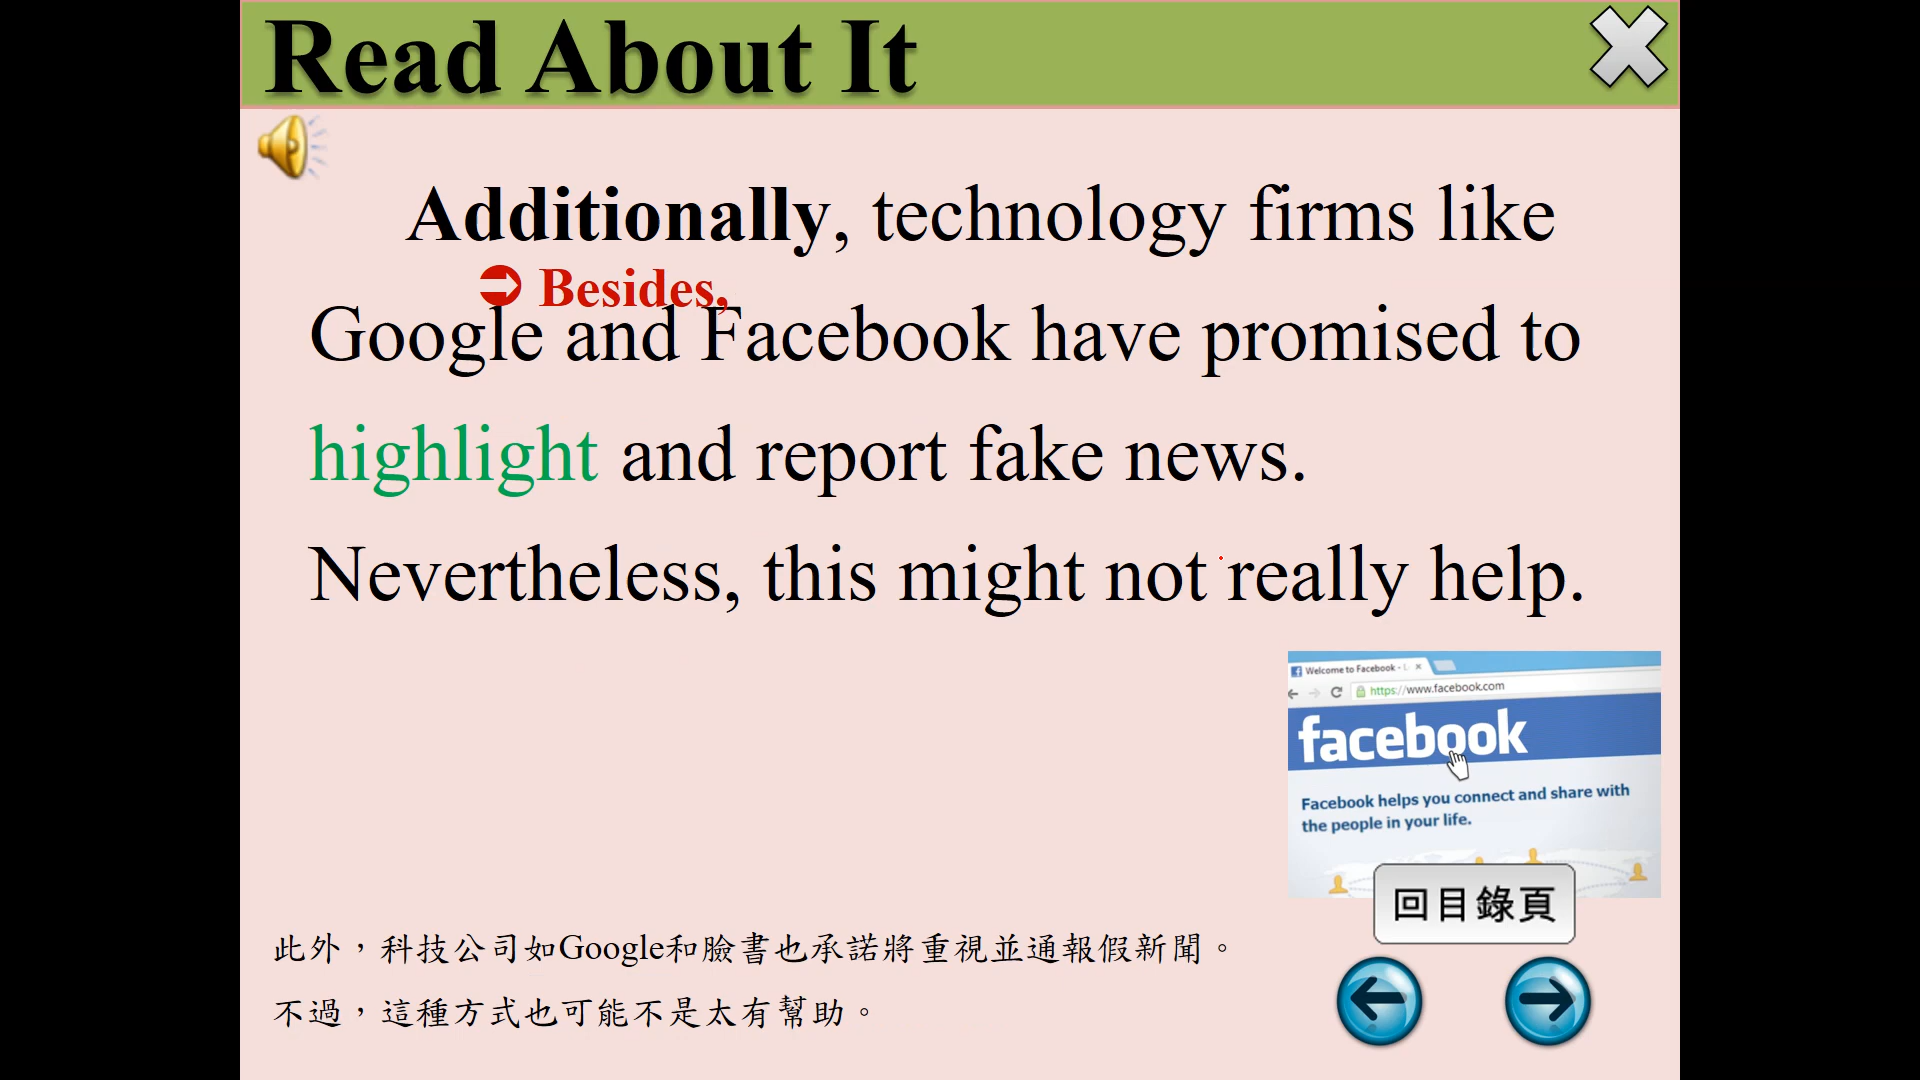 Read About It
Additionally, technology firms like
➲ Besides,
Google and Facebook have promised to
highlight and report fake news.
Nevertheless, this might not really help.
Welcome to Facebook - L
https://www.facebook.com
facebook
Facebook helps you connect and share with
the people in your life.
回目錄頁
此外，科技公司如Google和臉書也承諾將重視並通報假新聞。
不過，這種方式也可能不是太有幫助。